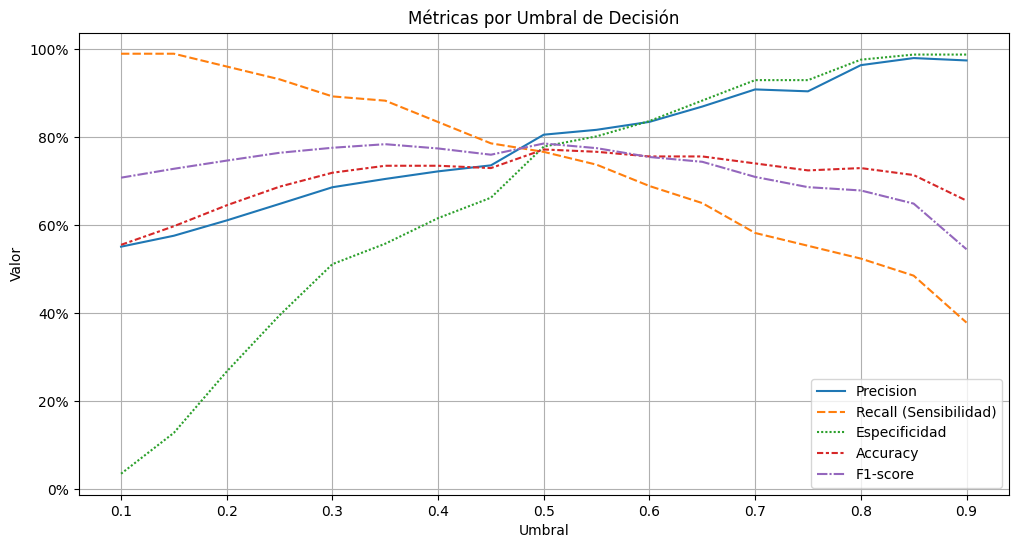 Métricas por Umbral de Decisión
100%
80%
60%
40%
20%
0%
Valor
0.1 0.2 0.3 0.4 0.5 0.6 0.7 0.8 0.9
Umbral
Precision
Recall (Sensibilidad)
Especificidad
Accuracy
F1-score